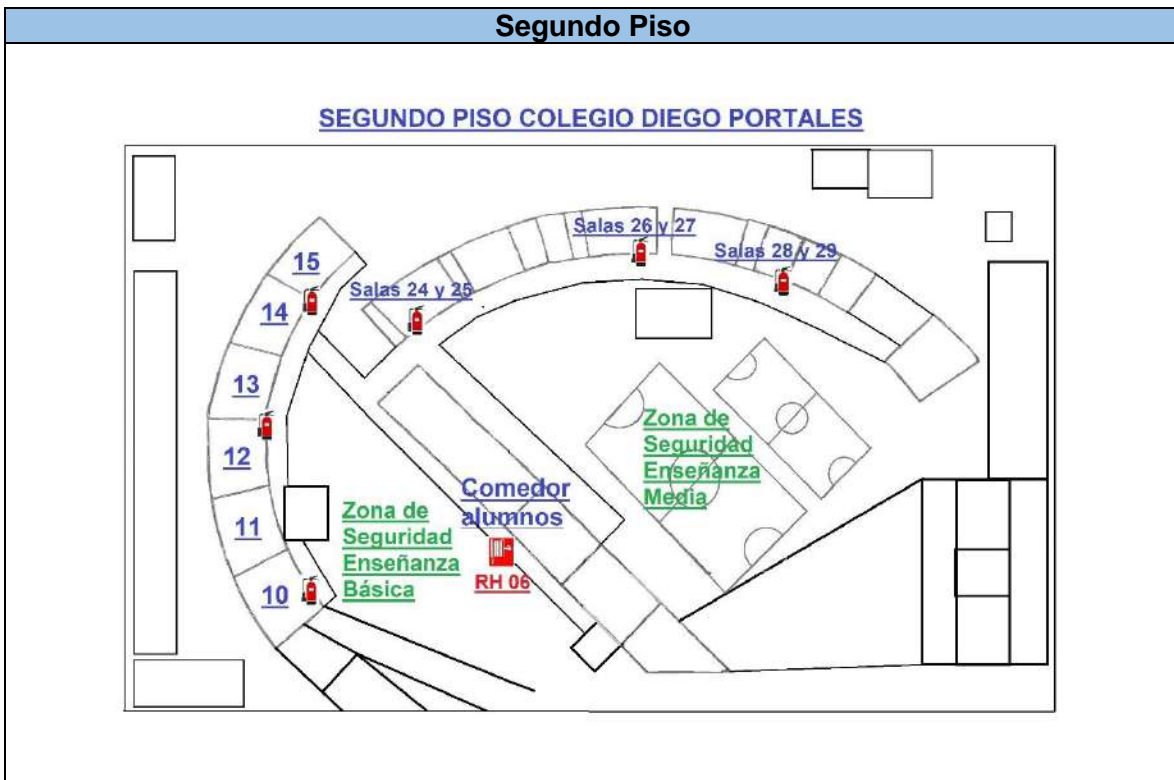 Segundo Piso
SEGUNDO PISO COLEGIO DIEGO PORTALES
Salas 26 y 27
Salas 28 y 29
15
Salas 24 y 25
14
13
12
11
10
Zona de
Seguridad
Enseñanza
Media
Comedor
alumnos
Zona de
Seguridad
Enseñanza
Básica
RH 06